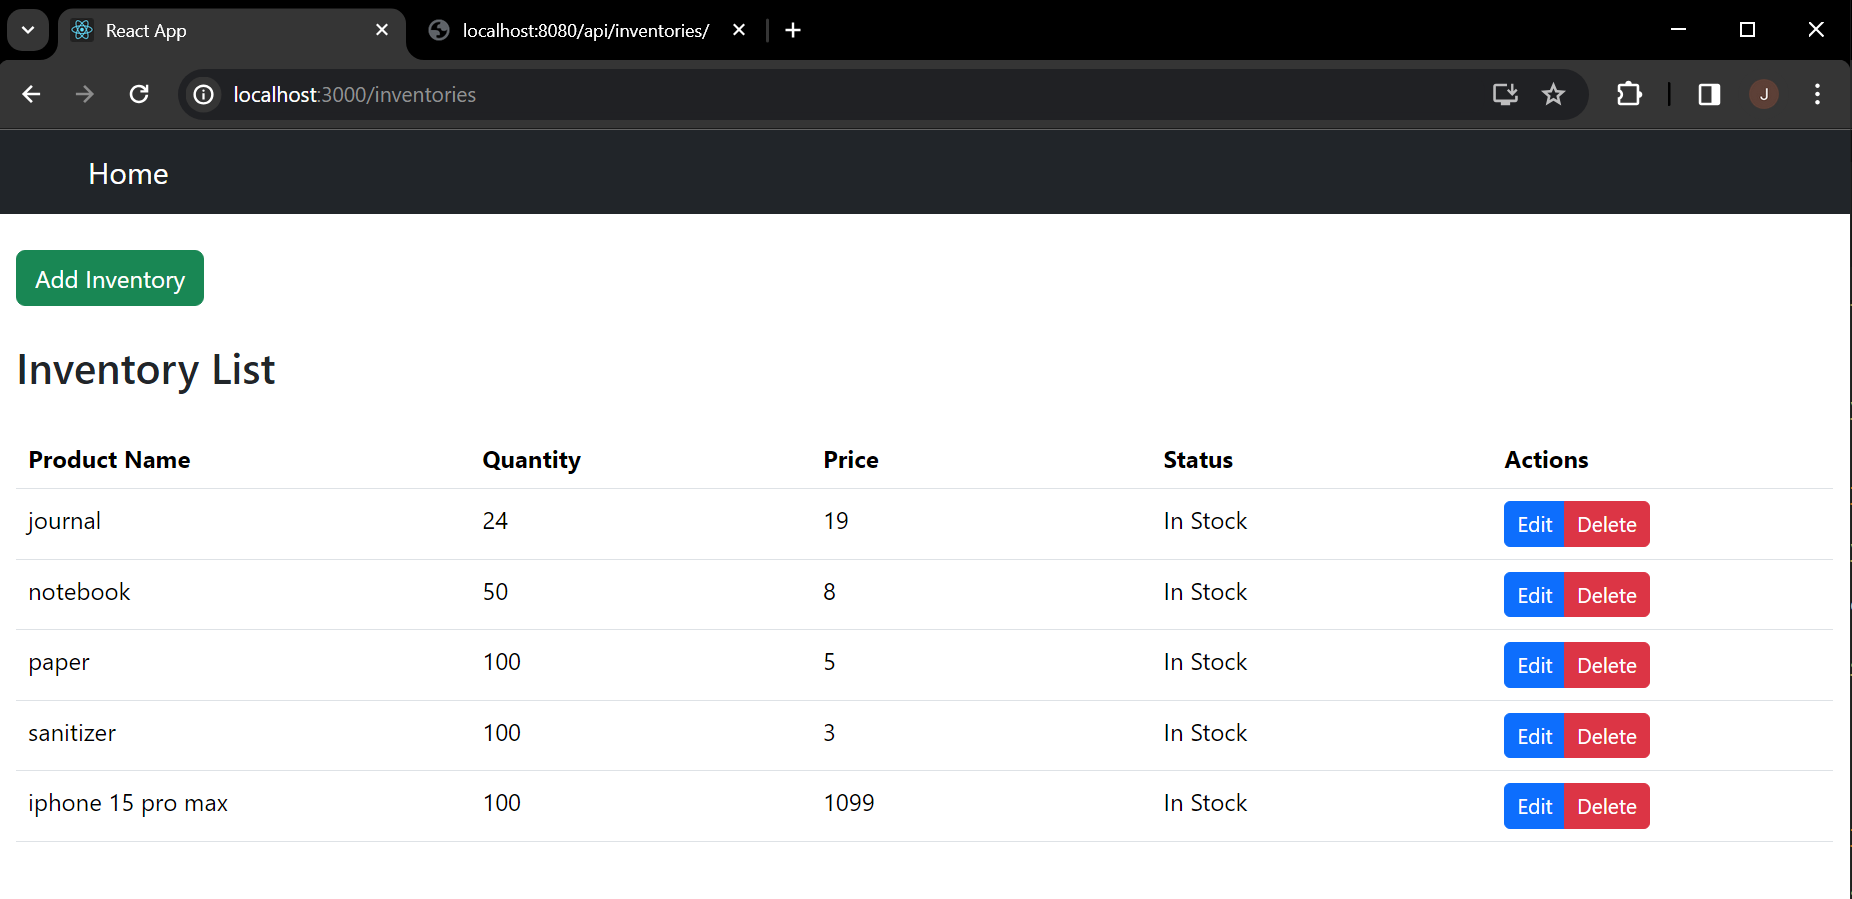 React App localhost:8080/api/inventories/
localhost:3000/inventories J
Home
Add Inventory
Inventory List
Product Name Quantity Price Status Actions
journal 24 19 In Stock Edit Delete
notebook 50 8 In Stock Edit Delete
paper 100 5 In Stock Edit Delete
sanitizer 100 3 In Stock Edit Delete
iphone 15 pro max 100 1099 In Stock Edit Delete